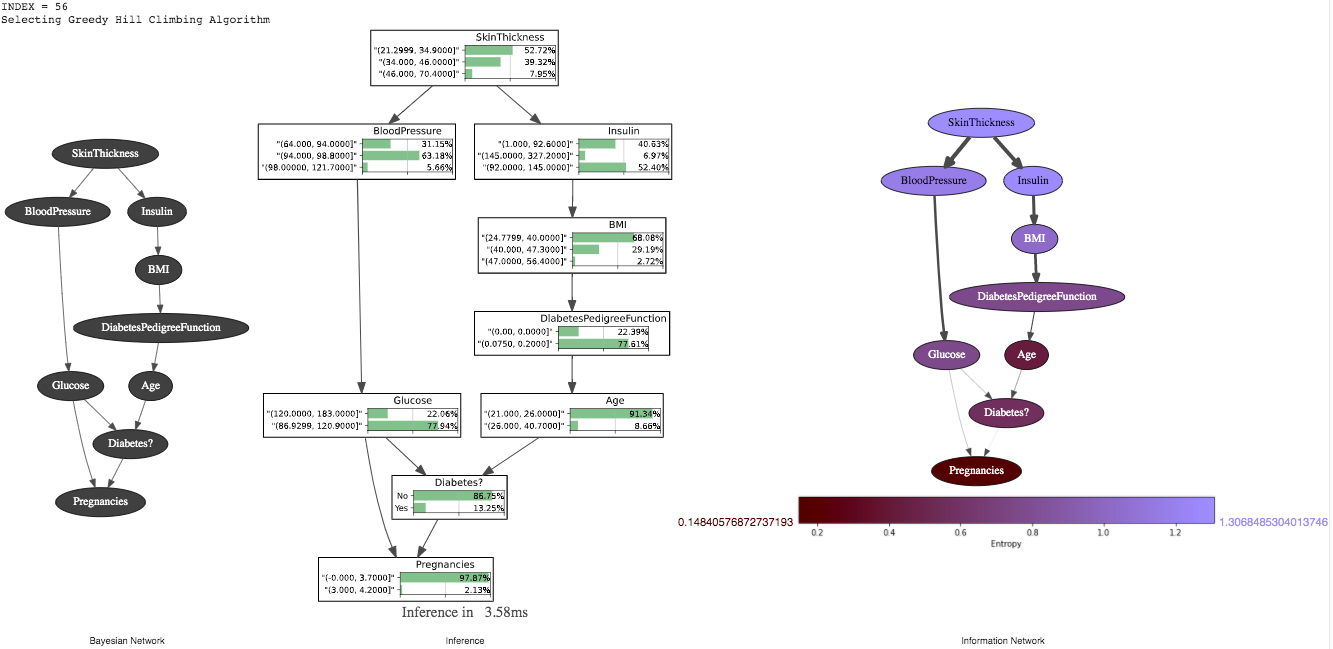 INDEX = 56
Selecting Greedy Hill Climbing Algorithm
SkinThickness
BloodPressure
Insulin
BMI
DiabetesPedigreeFunction
Glucose
Age
Diabetes?
Pregnancies
Bayesian Network
SkinThickness
"(21.2999, 34.9000]" 52.72%
"(34.000, 46.0000]" 39.32%
"(46.000, 70.4000]" 7.95%
BloodPressure
"(64.000, 94.0000]" 31.15%
"(94.000, 98.8000]" 63.18%
"(98.00000, 121.7000]" 5.66%
Insulin
"(1.000, 92.6000]" 40.63%
"(145.0000, 327.2000]" 6.97%
"(92.0000, 145.0000]" 52.40%
BMI
"(24.7799, 40.0000]" 68.08%
"(40.000, 47.3000]" 29.19%
"(47.0000, 56.4000]" 2.72%
DiabetesPedigreeFunction
"(0.00, 0.0000]" 22.39%
"(0.0750, 0.2000]" 77.61%
Glucose
"(120.0000, 183.0000]" 22.06%
"(86.9299, 120.9000]" 77.94%
Age
"(21.000, 26.0000]" 91.34%
"(26.000, 40.7000]" 8.66%
Diabetes?
No 86.75%
Yes 13.25%
Pregnancies
"(-0.000, 3.7000]" 97.87%
"(3.000, 4.2000]" 2.13%
Inference in 3.58ms
Inference
SkinThickness
BloodPressure
Insulin
BMI
DiabetesPedigreeFunction
Glucose
Age
Diabetes?
Pregnancies
0.14840576872737193
1.3068485304013746
0.2 0.4 0.6 0.8 1.0 1.2
Entropy
Information Network